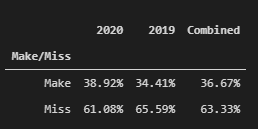 2020 2019 Combined
Make/Miss
Make 38.92% 34.41% 36.67%
Miss 61.08% 65.59% 63.33%